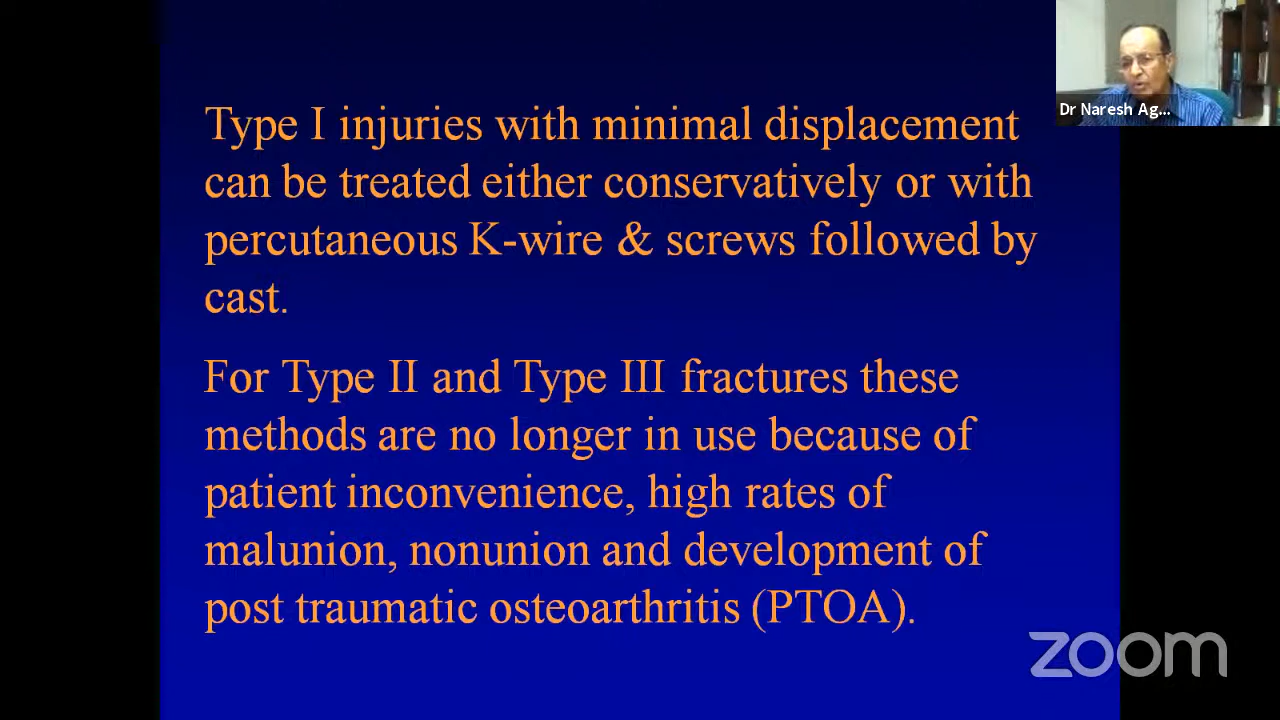 Type I injuries with minimal displacement
can be treated either conservatively or with
percutaneous K-wire & screws followed by
cast.
For Type II and Type III fractures these
methods are no longer in use because of
patient inconvenience, high rates of
malunion, nonunion and development of
post traumatic osteoarthritis (PTOA).
Dr Naresh Ag...
zoom